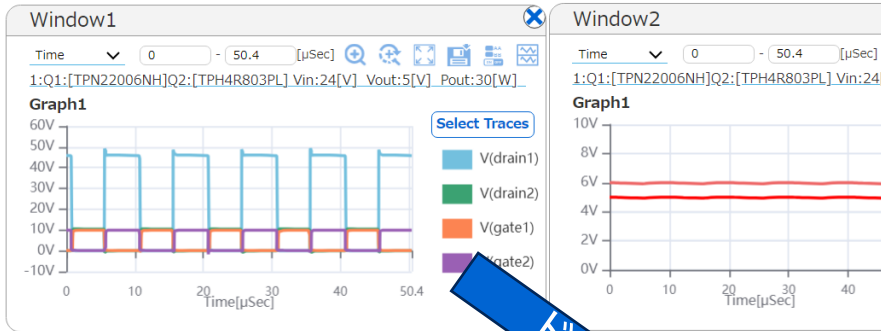 Window1
Time 0 - 50.4 [μSec]
1:Q1:[TPN22006NH]Q2:[TPH4R803PL] Vin:24[V] Vout:5[V] Pout:30[W]
Graph1
Select Traces
60V
50V
40V
30V
20V
10V
0V
-10V
0 10 20 30 40 50.4
Time[μSec]
V(drain1)
V(drain2)
V(gate1)
(gate2)
Window2
Time 0 - 50.4 [μSec]
1:Q1:[TPN22006NH]Q2:[TPH4R803PL] Vin:24
Graph1
10V
8V
6V
4V
2V
0V
0 10 20 30 40
Time[μSec]